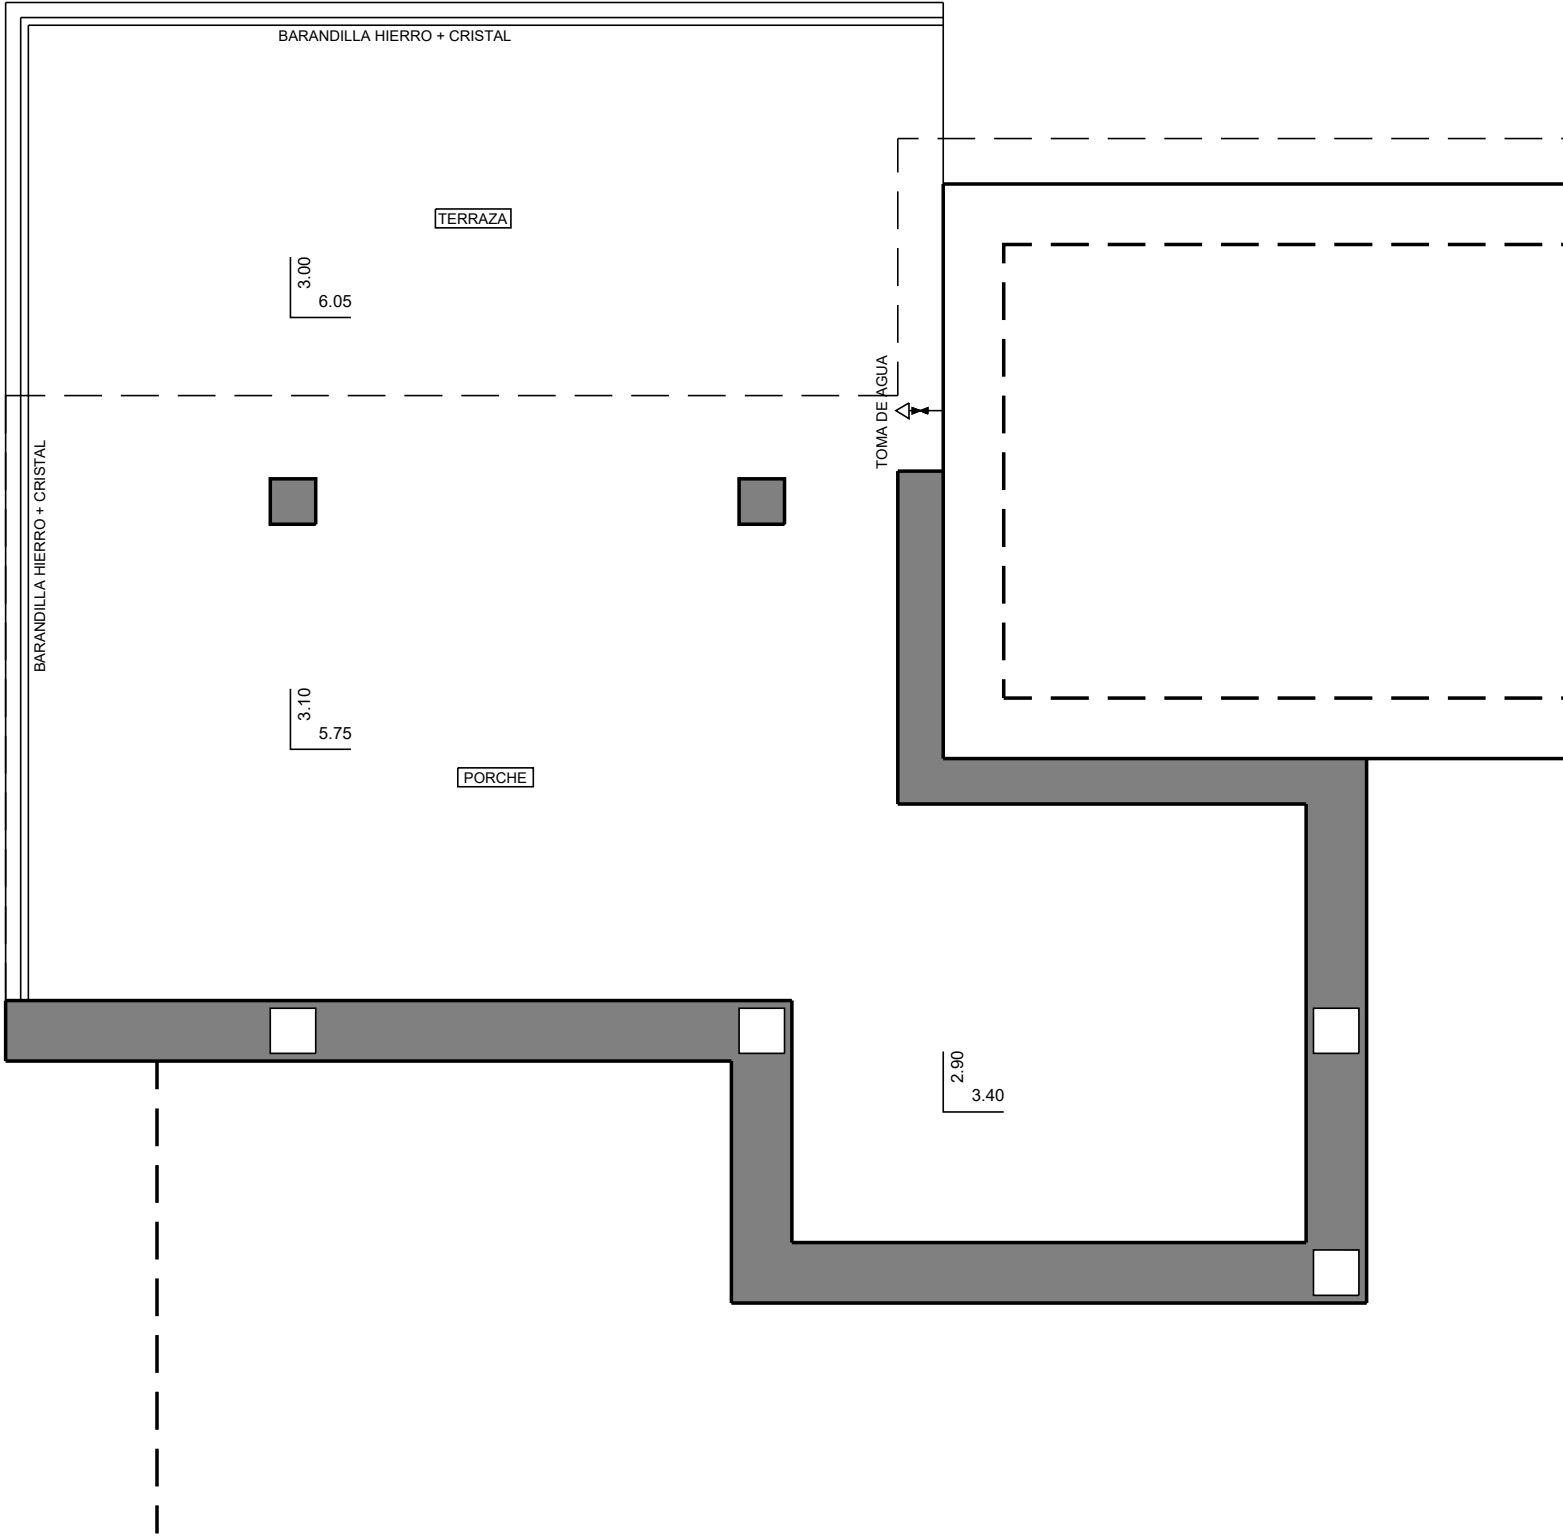 BARANDILLA HIERRO + CRISTAL
TERRAZA
3.00
6.05
TOMA DE AGUA
BARANDILLA HIERRO + CRISTAL
3.10
5.75
PORCHE
2.90
3.40